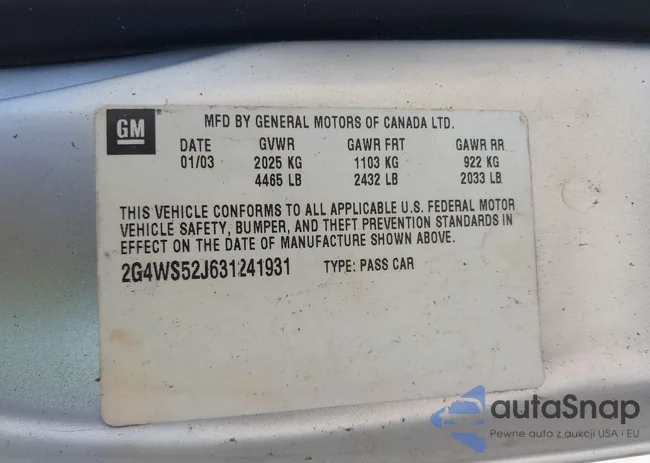 GM
MFD BY GENERAL MOTORS OF CANADA LTD.
DATE GVWR GAWR FRT GAWR RR
01/03 2025 KG 1103 KG 922 KG
4465 LB 2432 LB 2033 LB
THIS VEHICLE CONFORMS TO ALL APPLICABLE U.S. FEDERAL MOTOR
VEHICLE SAFETY, BUMPER, AND THEFT PREVENTION STANDARDS IN
EFFECT ON THE DATE OF MANUFACTURE SHOWN ABOVE.
2G4WS52J631241931 TYPE: PASS CAR
autaSnap
Pewne auta z aukcji USA i EU